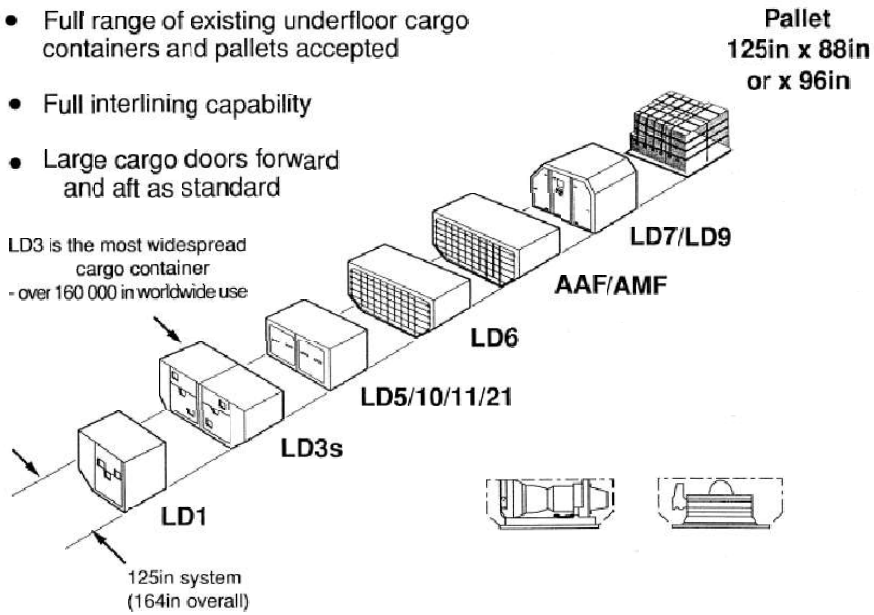 ● Full range of existing underfloor cargo
containers and pallets accepted
● Full interlining capability
● Large cargo doors forward
and aft as standard
Pallet
125in x 88in
or x 96in
LD3 is the most widespread
cargo container
- over 160 000 in worldwide use
LD7/LD9
AAF/AMF
LD6
LD5/10/11/21
LD3s
LD1
125in system
(164in overall)